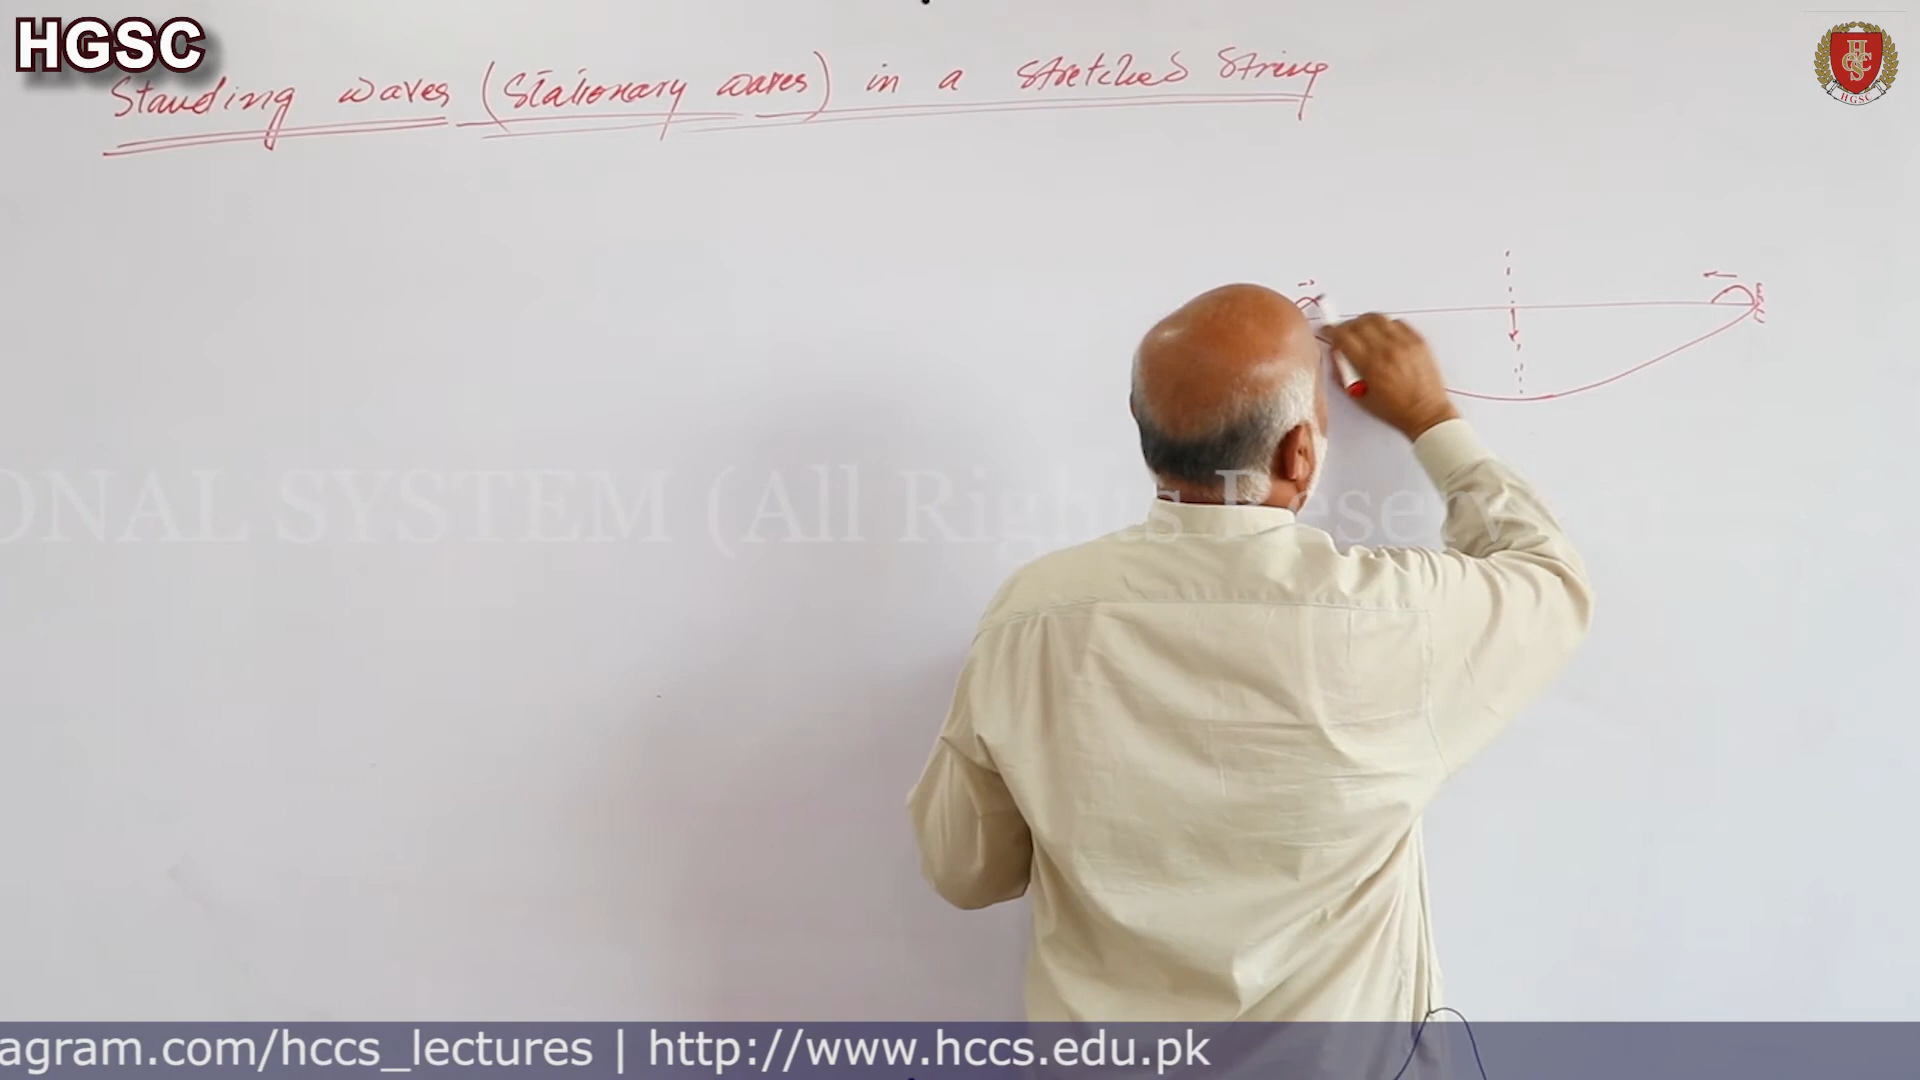 HGSC
Standing waves (Stationary waves) in a stretched string
HGSC
ONAL SYSTEM (All Rights Reserv
agram.com/hccs_lectures | http://www.hccs.edu.pk